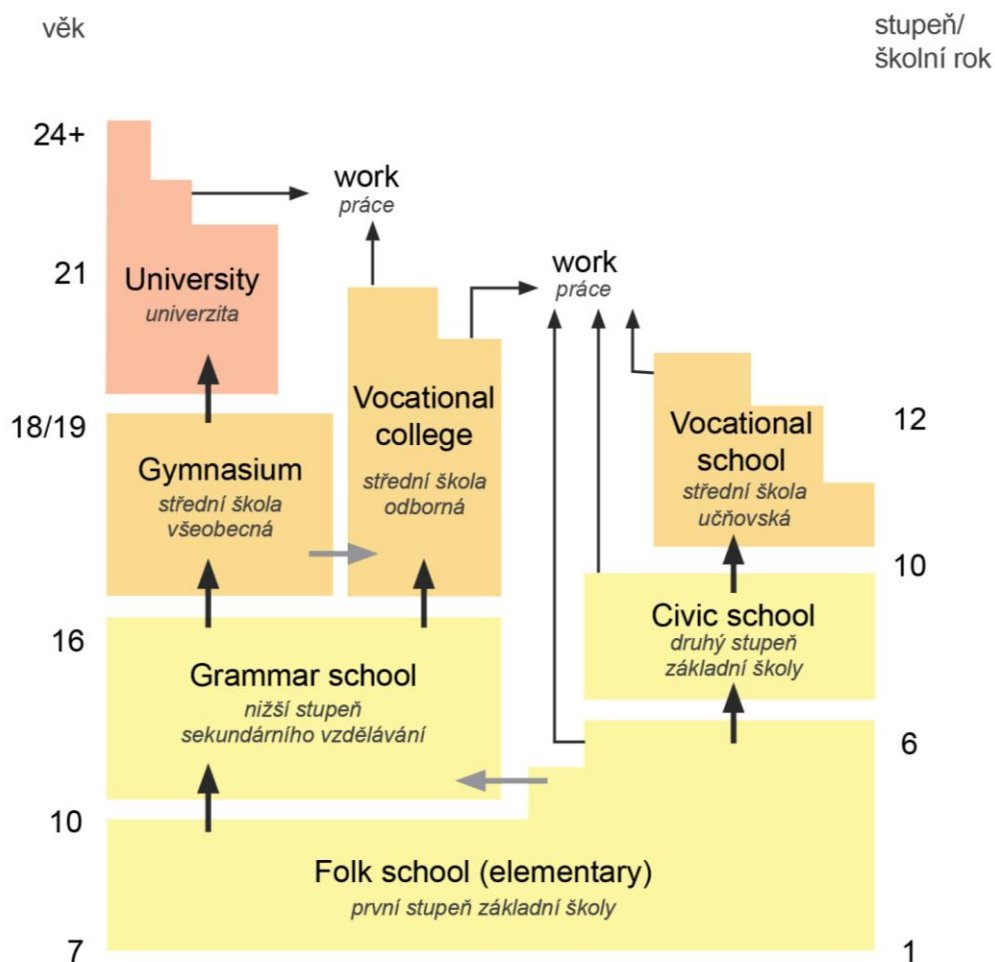 věk
stupeň/
školní rok
24+
work
práce
21
University
univerzita
work
práce
18/19
12
Vocational
college
střední škola
odborná
Vocational
school
střední škola
učňovská
Gymnasium
střední škola
všeobecná
10
16
Civic school
druhý stupeň
základní školy
Grammar school
nižší stupeň
sekundárního vzdělávání
6
10
Folk school (elementary)
první stupeň základní školy
7
1